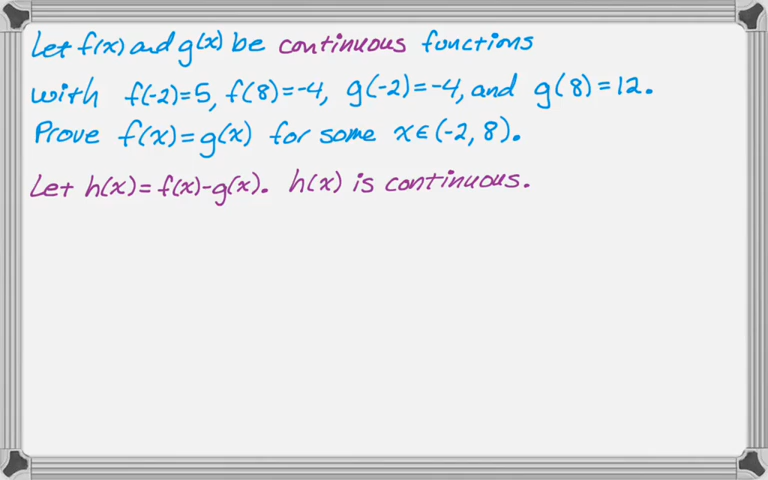 Let f(x) and g(x) be continuous functions
with f(-2)=5, f(8)=-4, g(-2)=-4, and g(8)=12.
Prove f(x)=g(x) for some x∈(-2, 8).
Let h(x)=f(x)-g(x). h(x) is continuous.